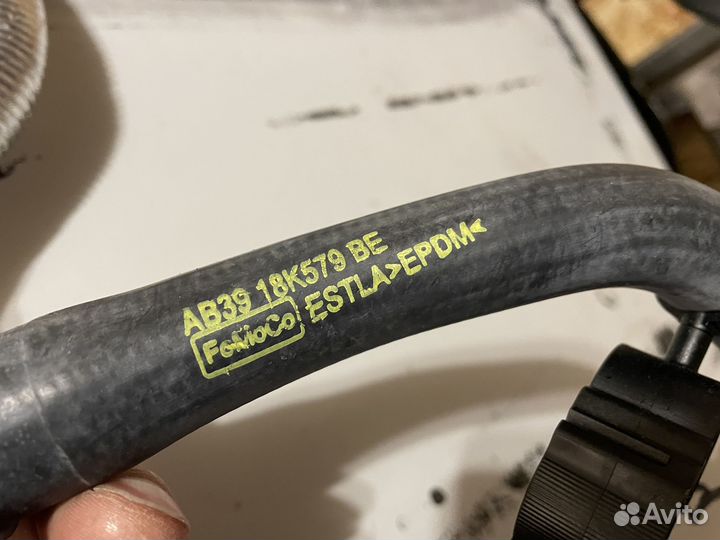 AB39 18K579 BE
FoMoCo
ESTLA>EPDM<
Avito